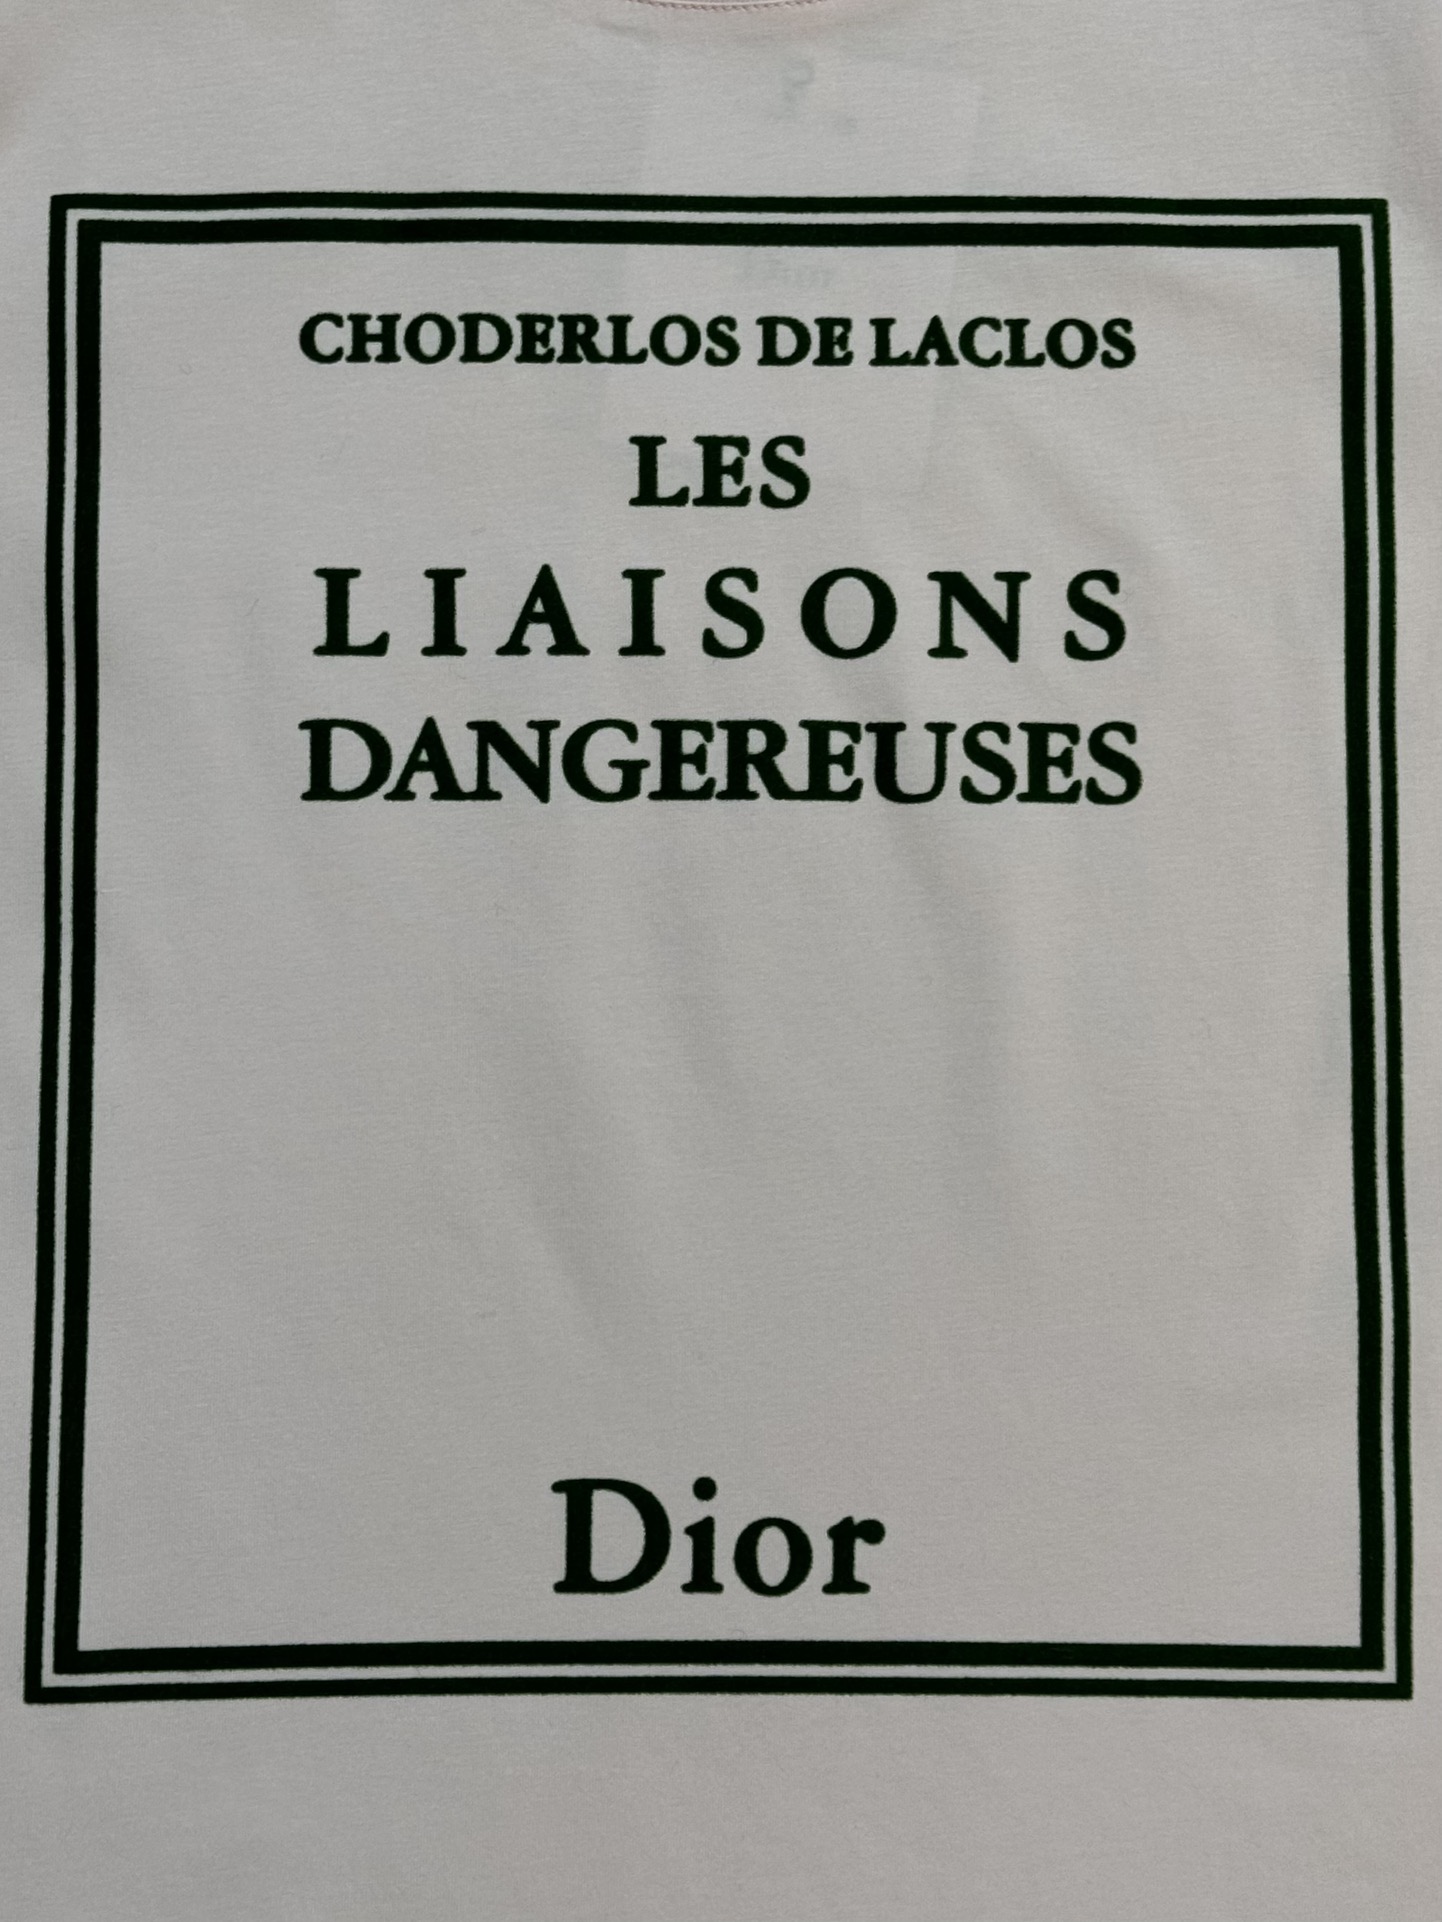 CHODERLOS DE LACLOS
LES
LIAISONS
DANGEREUSES
Dior